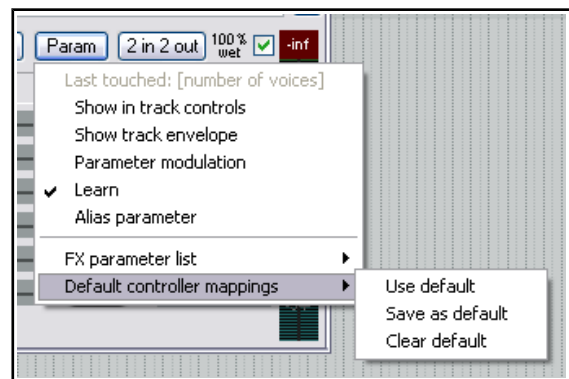 Param
2 in 2 out
100 %
wet
-inf
Last touched: [number of voices]
Show in track controls
Show track envelope
Parameter modulation
Learn
Alias parameter
FX parameter list
Default controller mappings
Use default
Save as default
Clear default